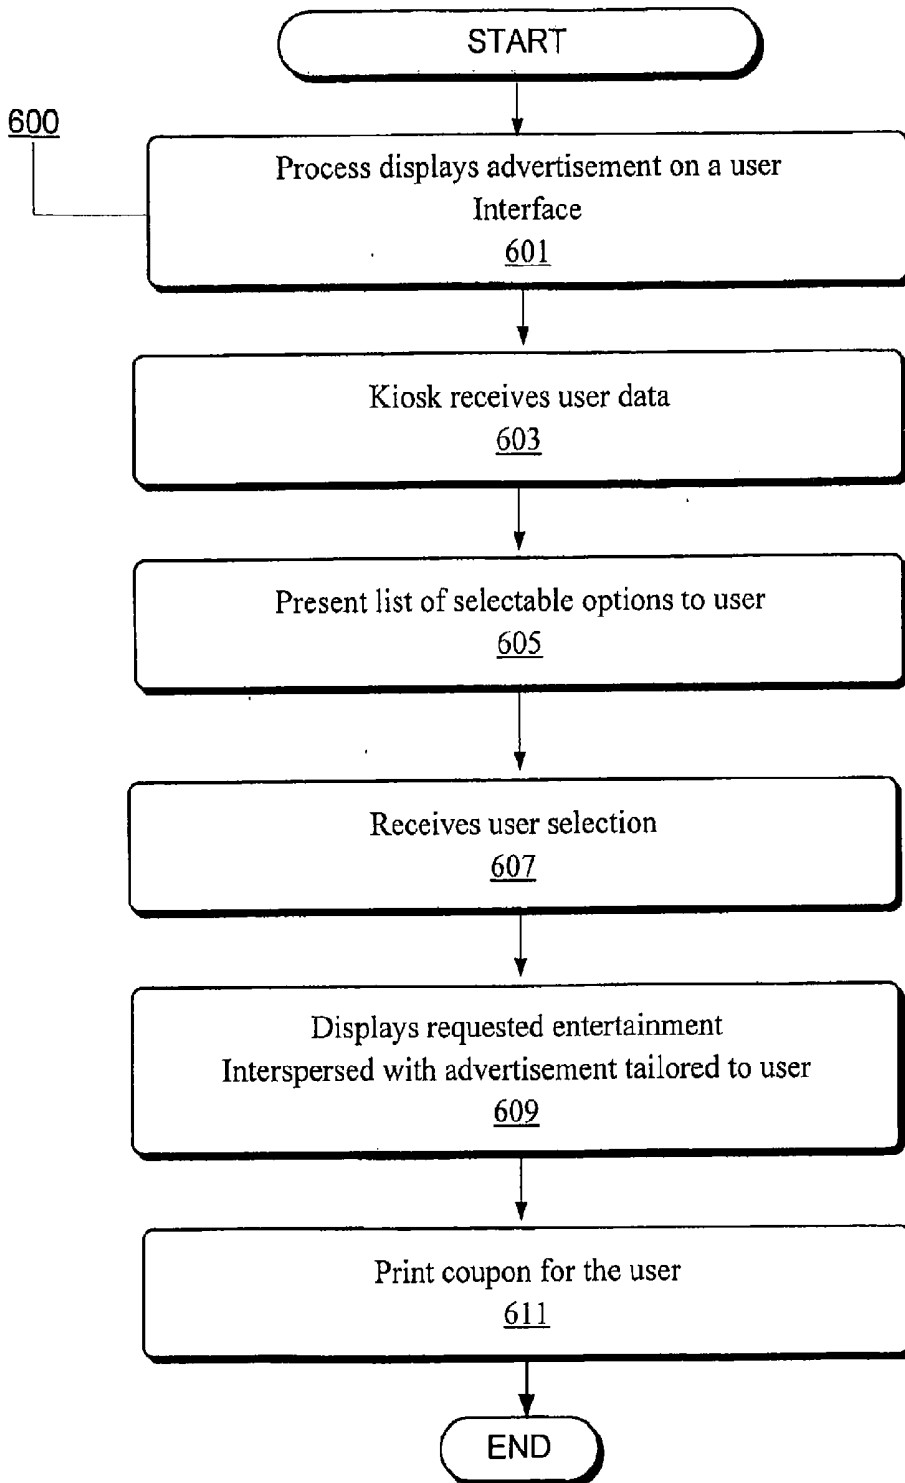 START
600
Process displays advertisement on a user
Interface
601
Kiosk receives user data
603
Present list of selectable options to user
605
Receives user selection
607
Displays requested entertainment
Interspersed with advertisement tailored to user
609
Print coupon for the user
611
END